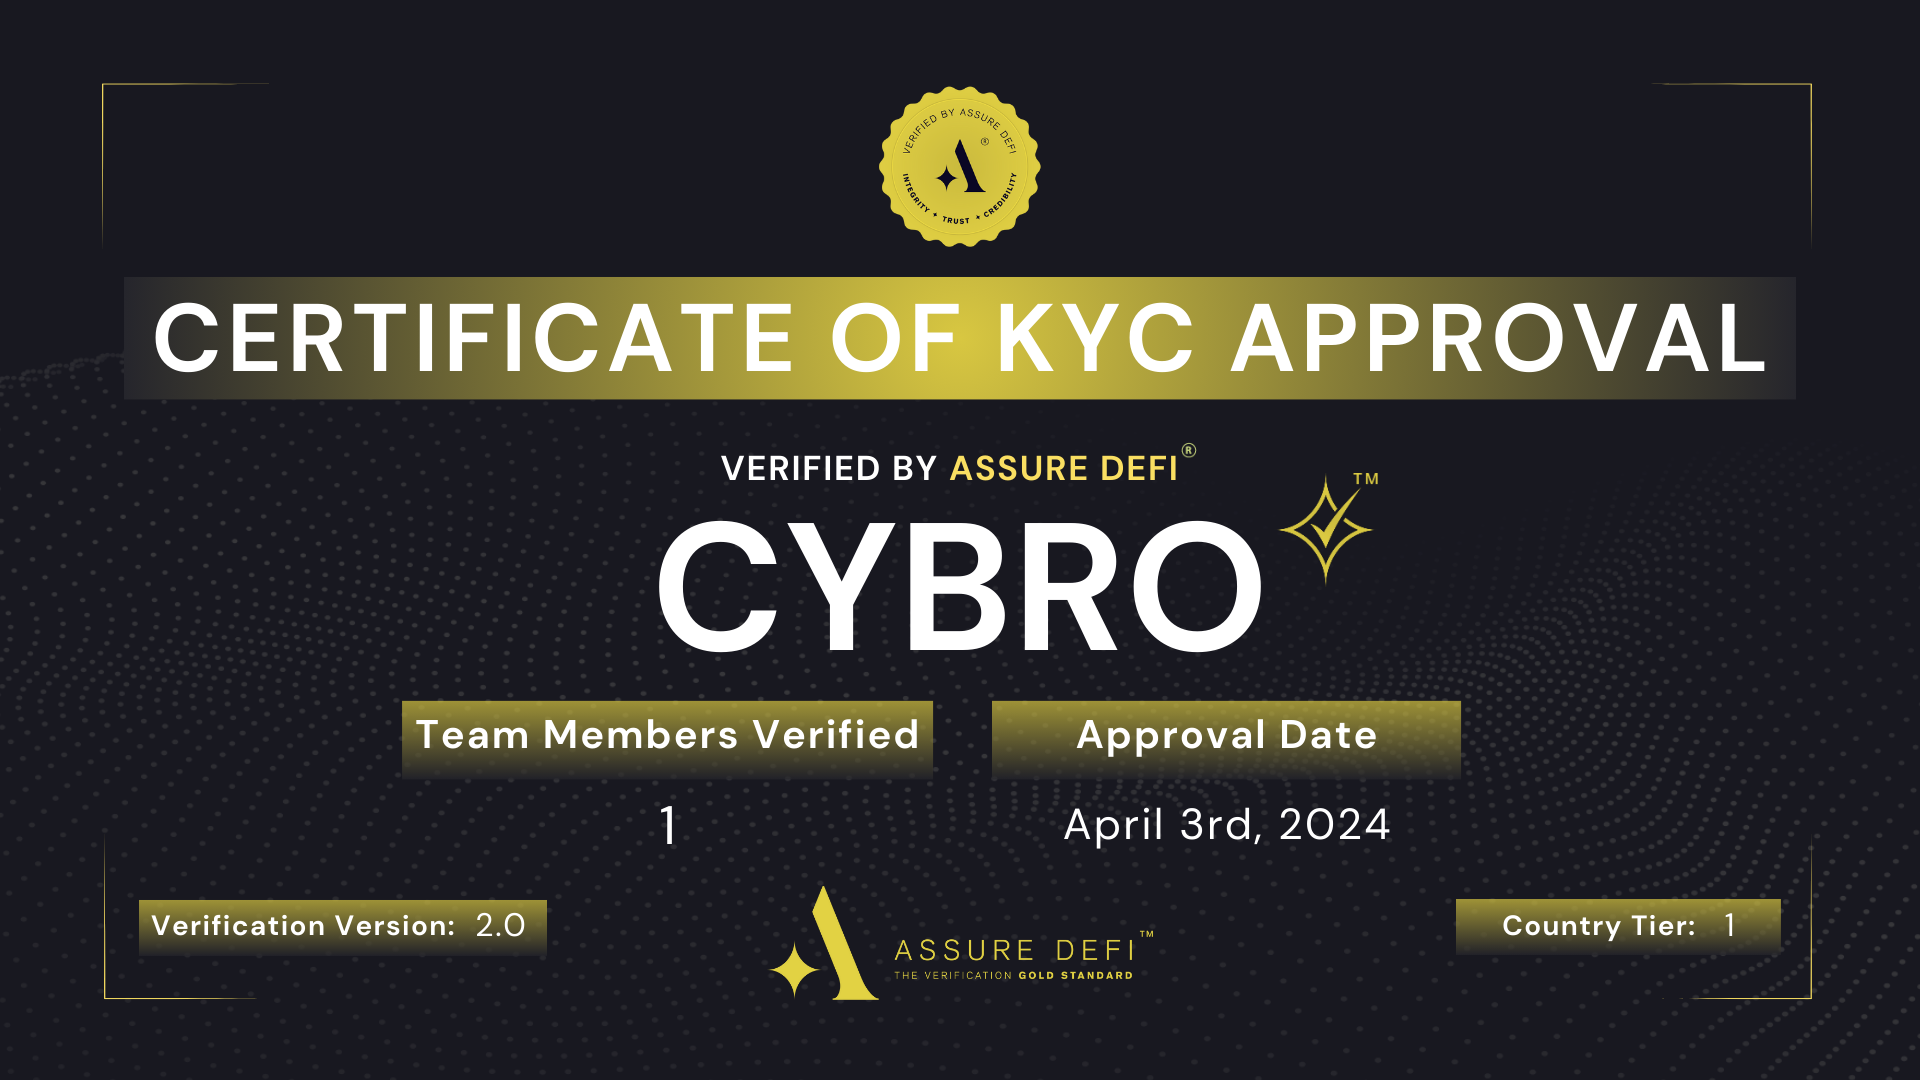 VERIFIED BY ASSURE DEFI
A®
INTEGRITY ✦ TRUST ✦ CREDIBILITY
CERTIFICATE OF KYC APPROVAL
VERIFIED BY ASSURE DEFI®
TM
CYBRO
Team Members Verified
1
Approval Date
April 3rd, 2024
Verification Version: 2.0
ASSURE DEFI™
THE VERIFICATION GOLD STANDARD
Country Tier: 1